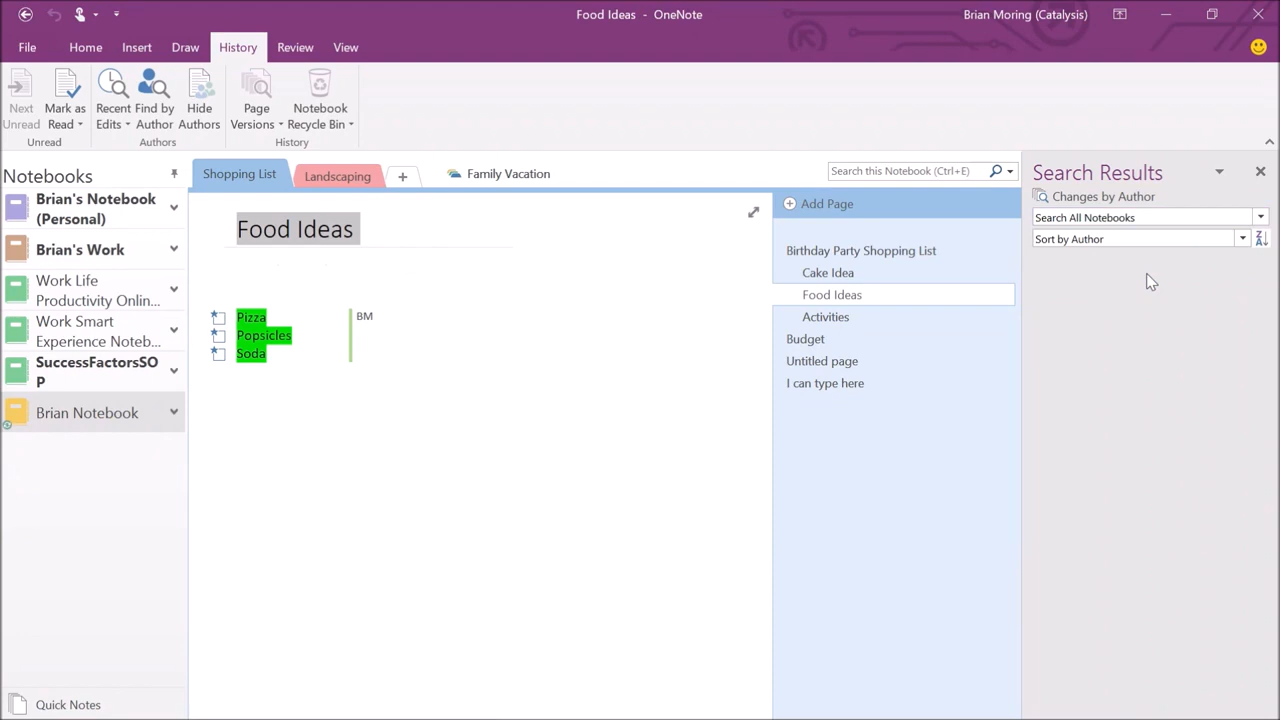 Food Ideas - OneNote
Brian Moring (Catalysis)
File
Home
Insert
Draw
History
Review
View
Next
Unread
Mark as
Read
Recent
Edits
Find by
Author
Hide
Authors
Page
Versions
Notebook
Recycle Bin
Unread
Authors
History
Notebooks
Brian's Notebook
(Personal)
Brian's Work
Work Life
Productivity Onlin...
Work Smart
Experience Noteb...
SuccessFactorsSO
P
Brian Notebook
Quick Notes
Shopping List
Landscaping
Family Vacation
Search this Notebook (Ctrl+E)
Food Ideas
Pizza
BM
Popsicles
Soda
Add Page
Birthday Party Shopping List
Cake Idea
Food Ideas
Activities
Budget
Untitled page
I can type here
Search Results
Changes by Author
Search All Notebooks
Sort by Author